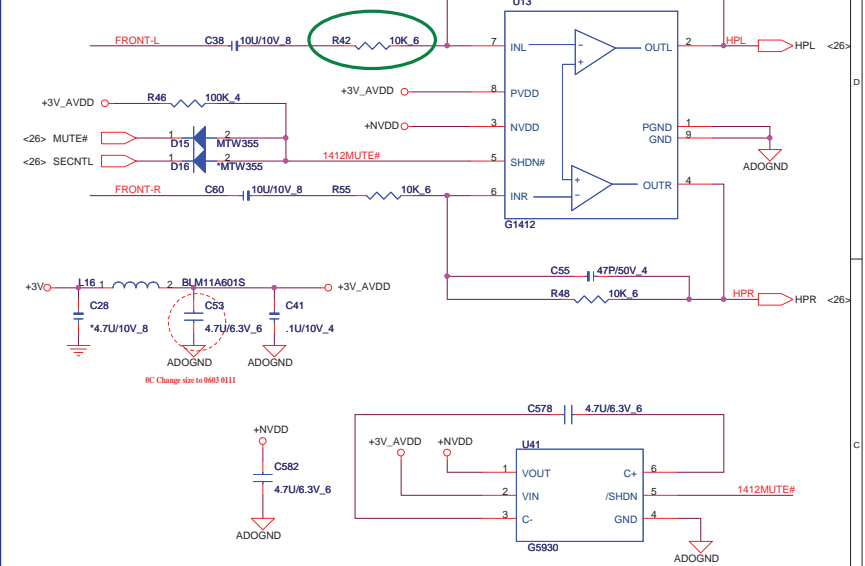 U13
FRONT-L C38 10U/10V_8 R42 10K_6 7 INL OUTL 2 HPL HPL <26>
D
+3V_AVDD R46 100K_4 +3V_AVDD 8 PVDD
+NVDD 3 NVDD PGND 1
<26> MUTE# 1 D15 2 MTW355 GND 9
<26> SECNTL 1 D16 2 *MTW355 1412MUTE# 5 SHDN#
ADOGND
FRONT-R C60 10U/10V_8 R55 10K_6 6 INR OUTR 4
G1412
C55 47P/50V_4
R48 10K_6 HPR HPR <26>
+3V L16 1 2 BLM11A601S +3V_AVDD
C28 C53 C41
*4.7U/10V_8 4.7U/6.3V_6 .1U/10V_4
ADOGND ADOGND
0C Change size to 0603 0111
C578 4.7U/6.3V_6
+NVDD
C582
4.7U/6.3V_6
ADOGND
+3V_AVDD +NVDD U41
C
1 VOUT C+ 6
2 VIN /SHDN 5 1412MUTE#
3 C- GND 4
G5930
ADOGND
- + + -